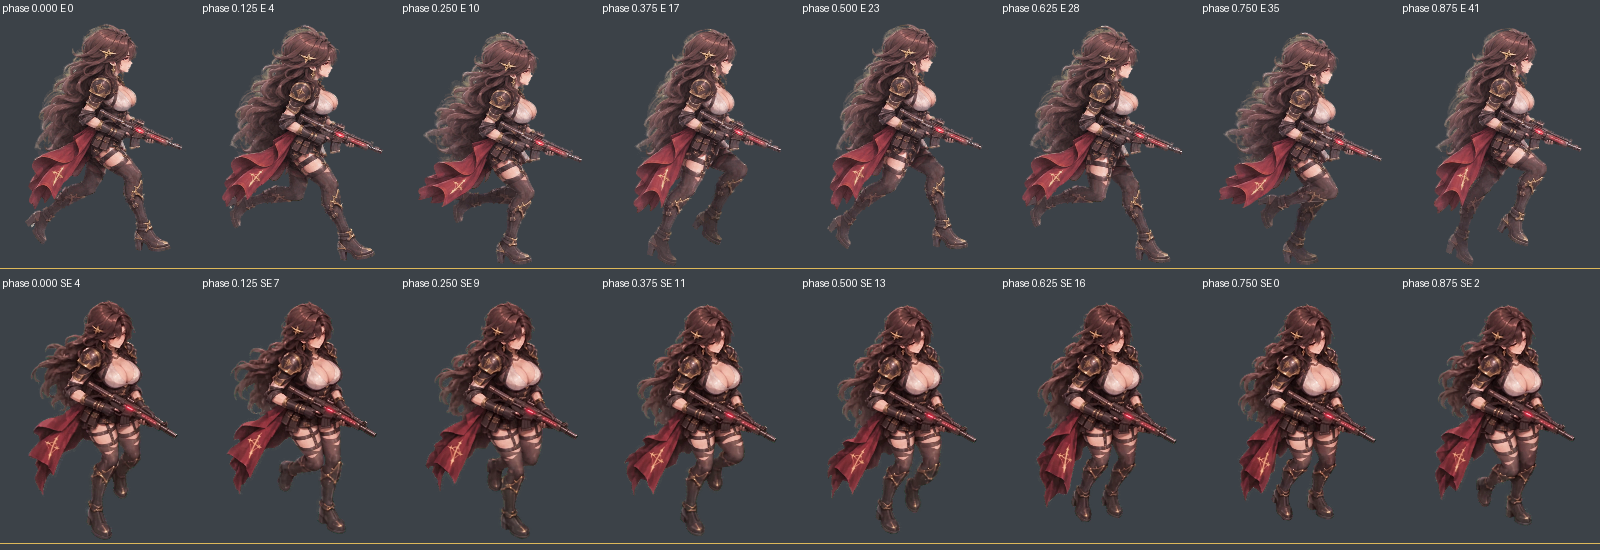 phase 0.000 E 0
phase 0.125 E 4
phase 0.250 E 10
phase 0.375 E 17
phase 0.500 E 23
phase 0.625 E 28
phase 0.750 E 35
phase 0.875 E 41
phase 0.000 SE 4
phase 0.125 SE 7
phase 0.250 SE 9
phase 0.375 SE 11
phase 0.500 SE 13
phase 0.625 SE 16
phase 0.750 SE 0
phase 0.875 SE 2